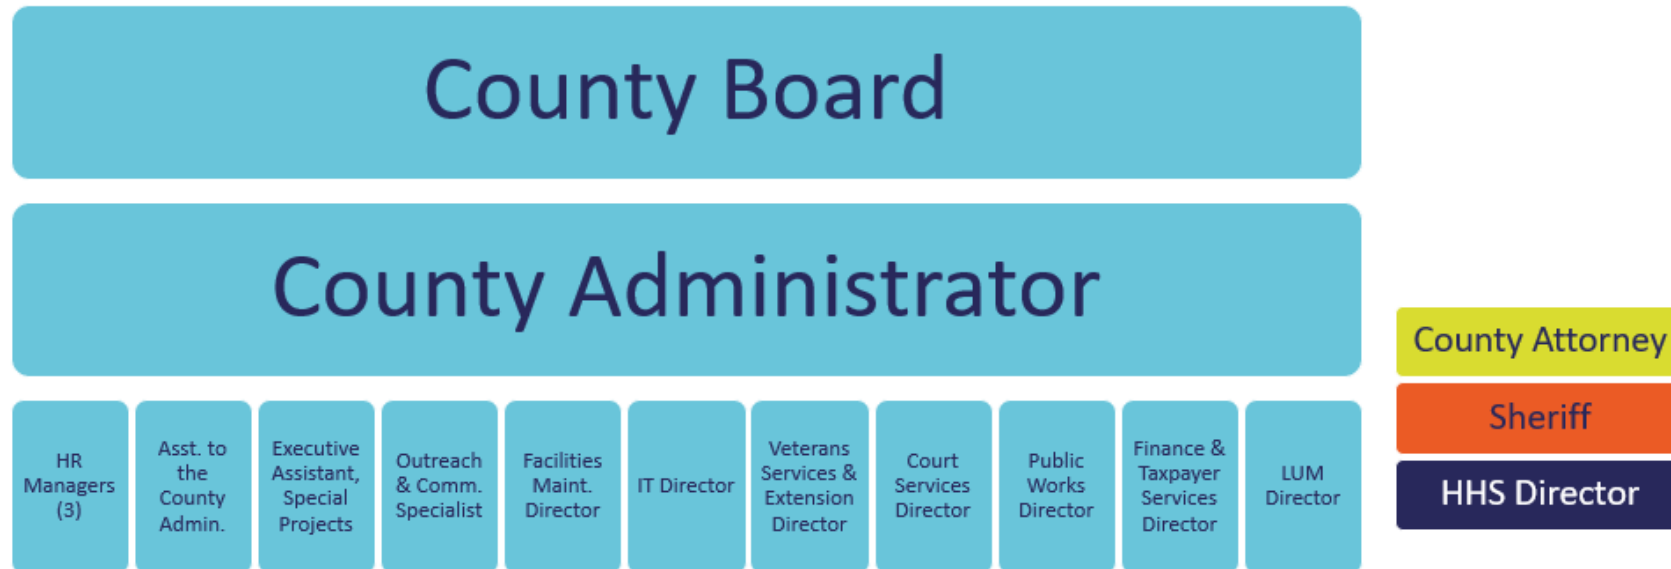 County Board
County Administrator
HR
Managers
(3)
Asst. to
the
County
Admin.
Executive
Assistant,
Special
Projects
Outreach
& Comm.
Specialist
Facilities
Maint.
Director
IT Director
Veterans
Services &
Extension
Director
Court
Services
Director
Public
Works
Director
Finance &
Taxpayer
Services
Director
LUM
Director
County Attorney
Sheriff
HHS Director